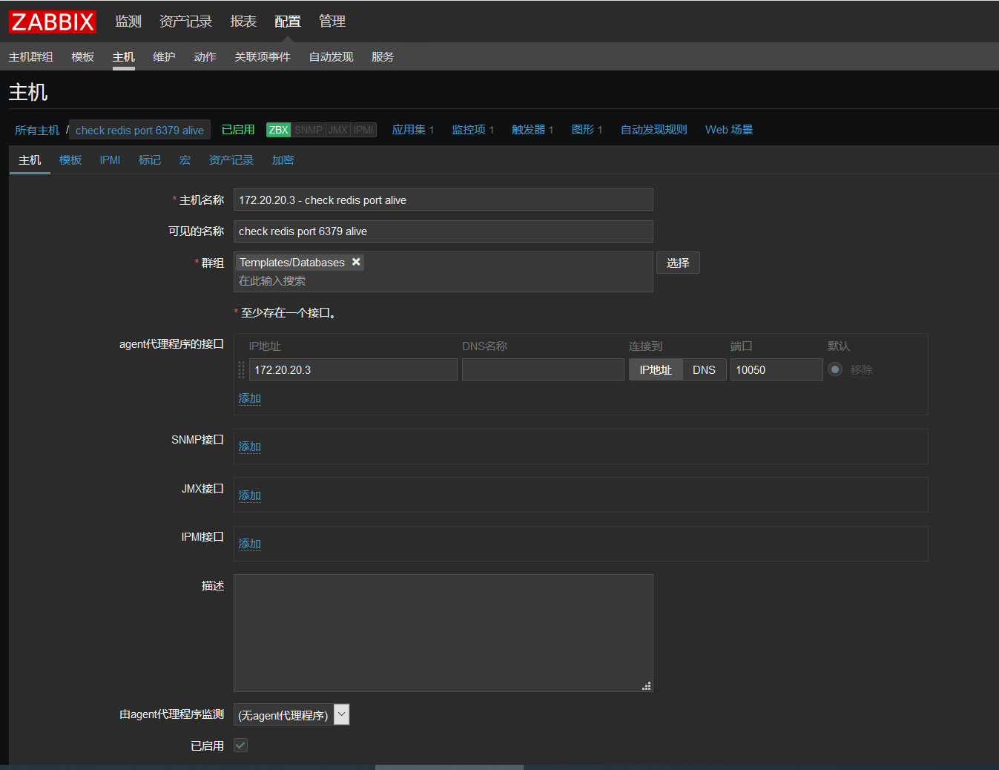 ZABBIX 监测 资产记录 报表 配置 管理
主机群组 模板 主机 维护 动作 关联项事件 自动发现 服务
主机
所有主机 / check redis port 6379 alive 已启用 ZBX SNMP JMX IPMI 应用集 1 监控项 1 触发器 1 图形 1 自动发现规则 Web 场景
主机 模板 IPMI 标记 宏 资产记录 加密
* 主机名称 172.20.20.3 - check redis port alive
可见的名称 check redis port 6379 alive
* 群组 Templates/Databases ✖ 选择
在此输入搜索
* 至少存在一个接口。
agent代理程序的接口 IP地址 DNS名称 连接到 端口 默认
172.20.20.3 IP地址 DNS 10050 移除
添加
SNMP接口 添加
JMX接口 添加
IPMI接口 添加
描述
由agent代理程序监测 (无agent代理程序)
已启用